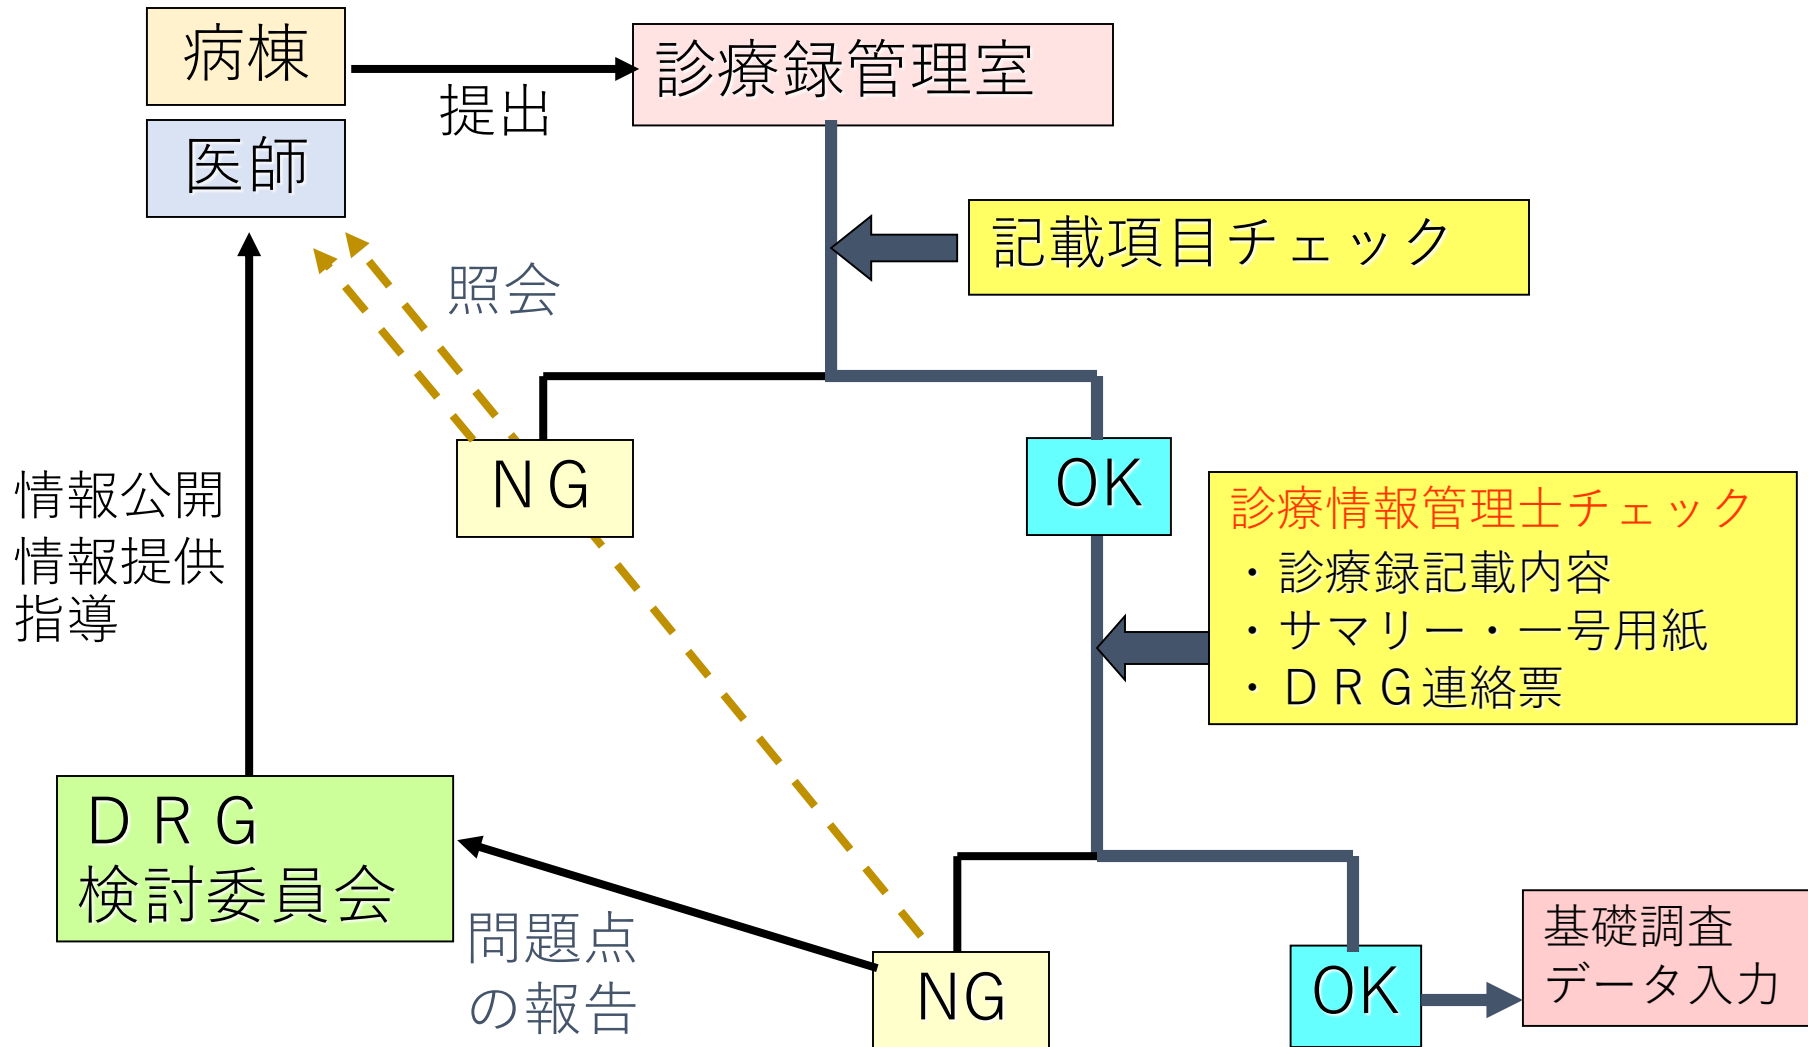 病棟
診療録管理室
提出
医師
記載項目チェック
照会
NG
OK
情報公開
情報提供
指導
診療情報管理士チェック
・診療録記載内容
・サマリー・一号用紙
・ＤＲＧ連絡票
ＤＲＧ
検討委員会
問題点
の報告
NG
OK
基礎調査
データ入力